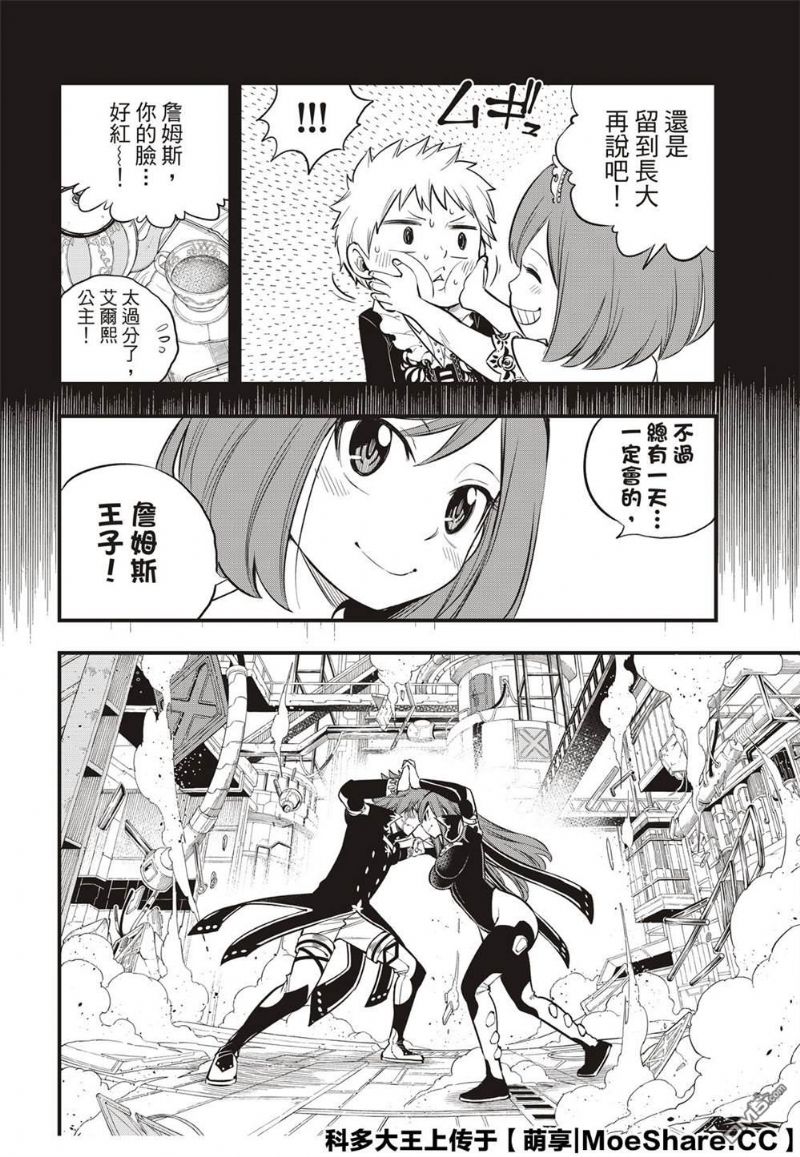 還是
留到長大
再說吧!
ムギュ
!!!
詹姆斯,
你的臉…
好紅~!
太過分了,
艾爾熙
公主!
不過
總有一天…
一定會的,
詹姆斯
王子!
科多大王上传于【萌享|MoeShare.CC】